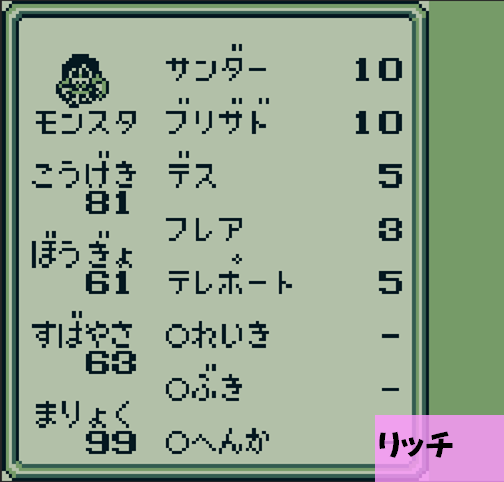 サンダー 10
モンスタ ブリザド 10
こうげき デス 5
81
フレア 3
ぼうぎょ
61 テレポート 5
すばやさ ○れいき -
63
○ぶき -
まりょく
99 ○へんか -
リッチ